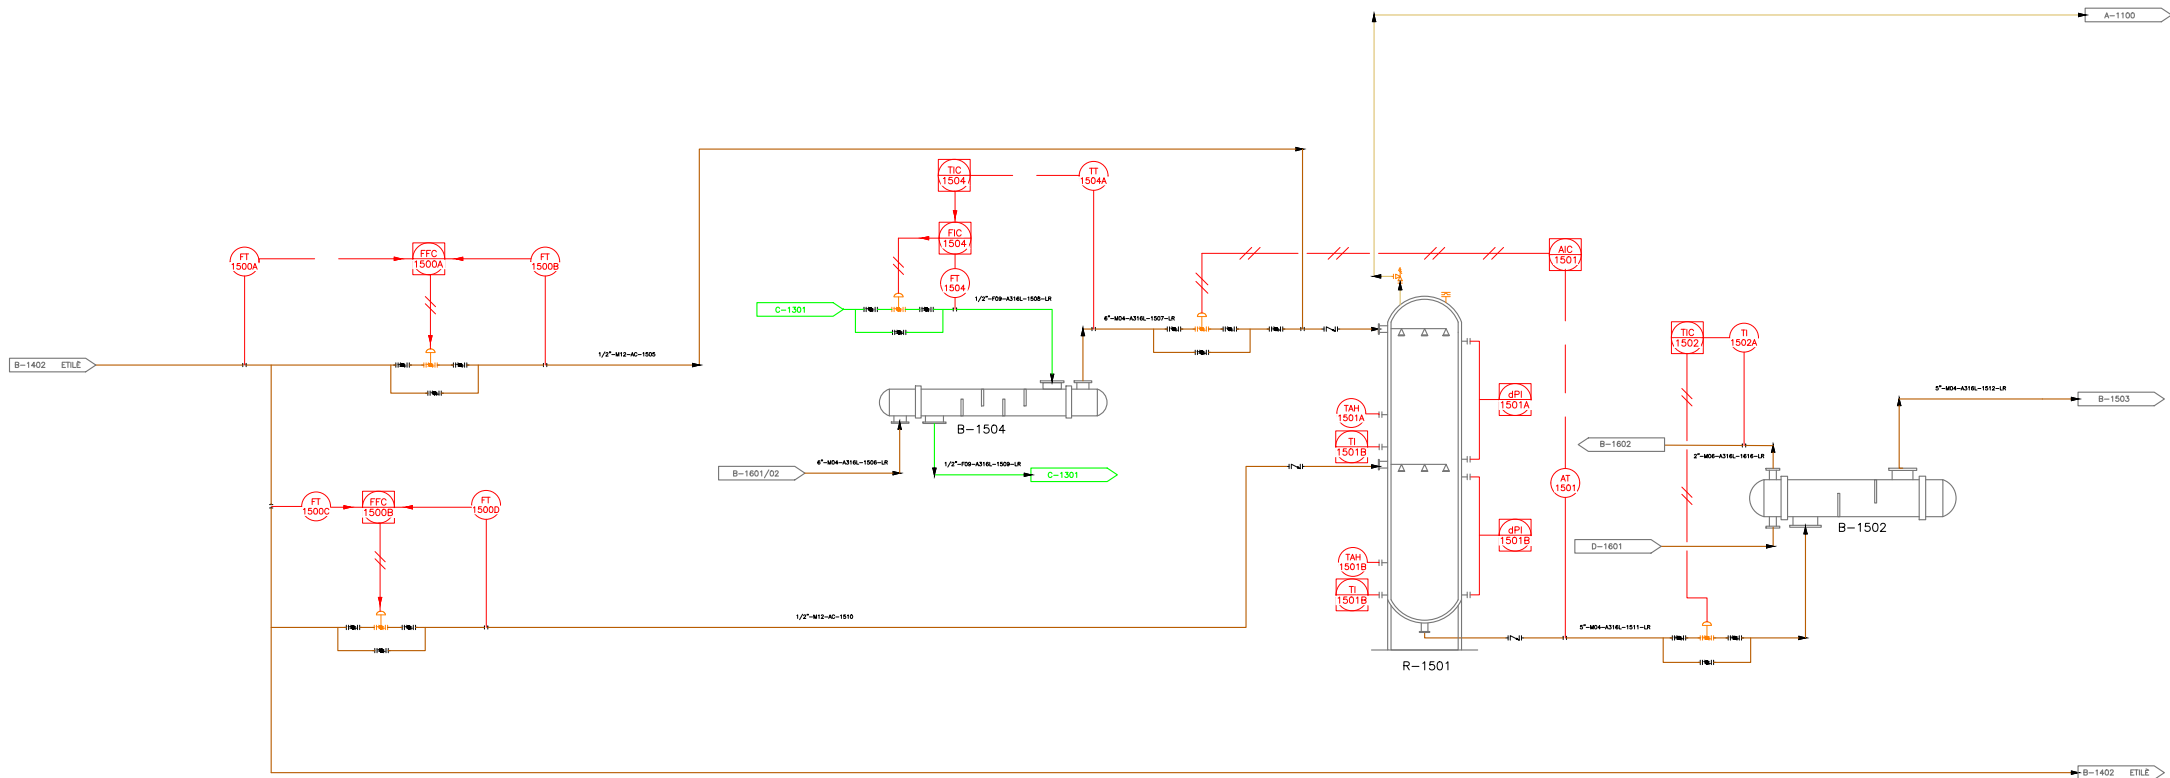 A-1100
TIC
1504
TT
1504A
FIC
1504
FT
1500A
FFC
1500A
FT
1500B
AIC
1501
FT
1504
1/2"-F09-A316L-1508-LR
C-1301
6"-M04-A316L-1507-LR
TIC
1502
TI
1502A
1/2"-M12-AC-1505
B-1402 ETILÈ
5"-M04-A316L-1512-LR
B-1503
dPI
1501A
TAH
1501A
B-1504
TI
1501B
B-1602
2"-M06-A316L-1616-LR
6"-M04-A316L-1506-LR
1/2"-F09-A316L-1509-LR
B-1601/02
C-1301
AT
1501
FT
1500C
FFC
1500B
FT
1500D
B-1502
dPI
1501B
D-1601
TAH
1501B
TI
1501B
1/2"-M12-AC-1510
5"-M04-A316L-1511-LR
R-1501
B-1402 ETILÈ